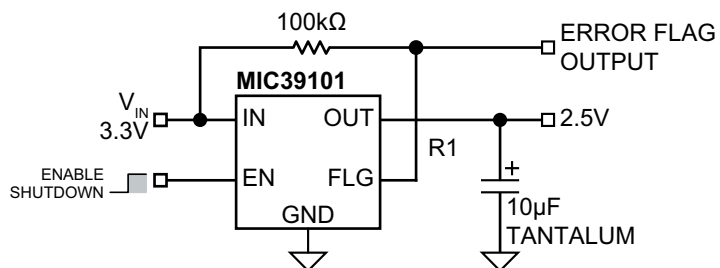 100kΩ
ERROR FLAG
OUTPUT
MIC39101
VIN
3.3V
IN
OUT
2.5V
R1
ENABLE
SHUTDOWN
EN
FLG
+
GND
10µF
TANTALUM